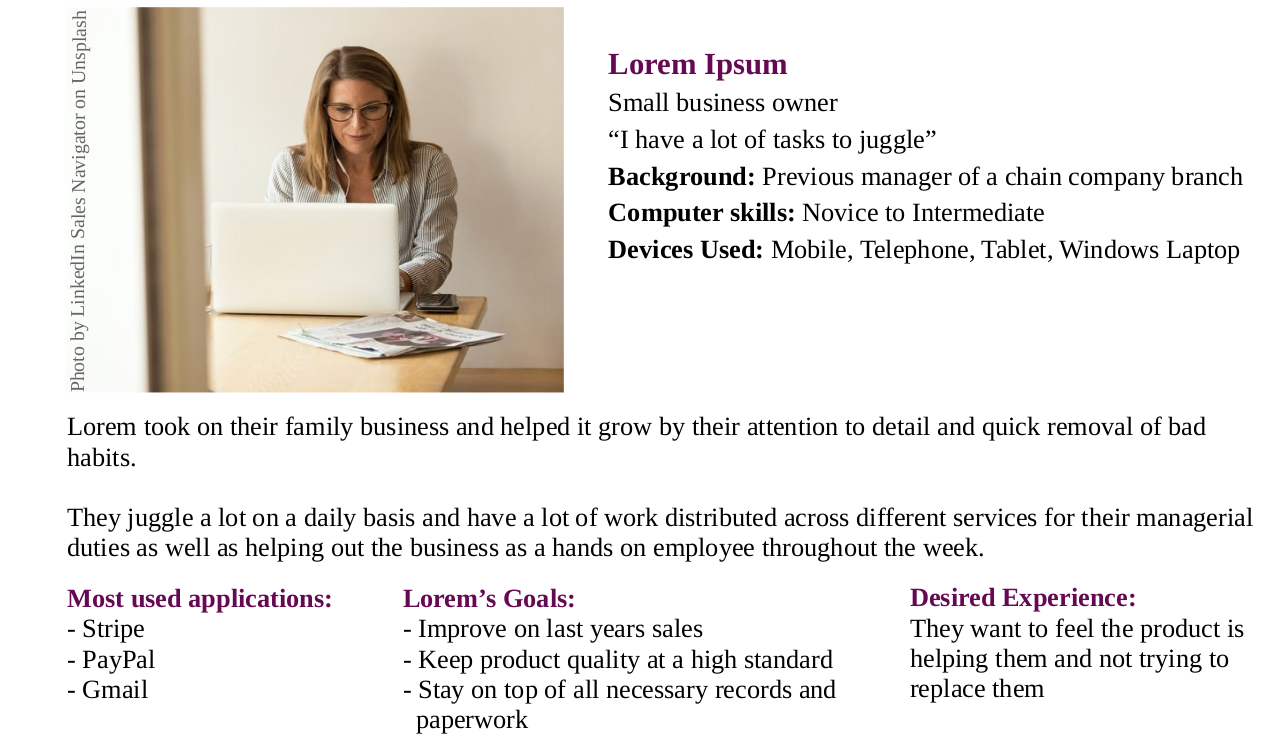 Photo by LinkedIn Sales Navigator on Unsplash
Lorem Ipsum
Small business owner
“I have a lot of tasks to juggle”
Background: Previous manager of a chain company branch
Computer skills: Novice to Intermediate
Devices Used: Mobile, Telephone, Tablet, Windows Laptop
Lorem took on their family business and helped it grow by their attention to detail and quick removal of bad
habits.
They juggle a lot on a daily basis and have a lot of work distributed across different services for their managerial
duties as well as helping out the business as a hands on employee throughout the week.
Most used applications:
- Stripe
- PayPal
- Gmail
Lorem’s Goals:
- Improve on last years sales
- Keep product quality at a high standard
- Stay on top of all necessary records and
paperwork
Desired Experience:
They want to feel the product is
helping them and not trying to
replace them